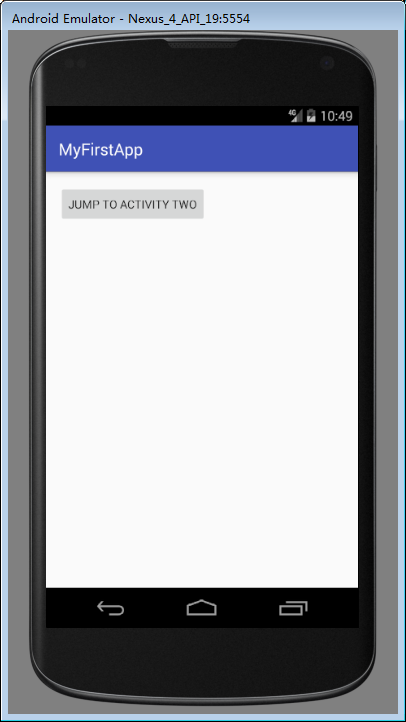 Android Emulator - Nexus_4_API_19:5554
4G 10:49
MyFirstApp
JUMP TO ACTIVITY TWO